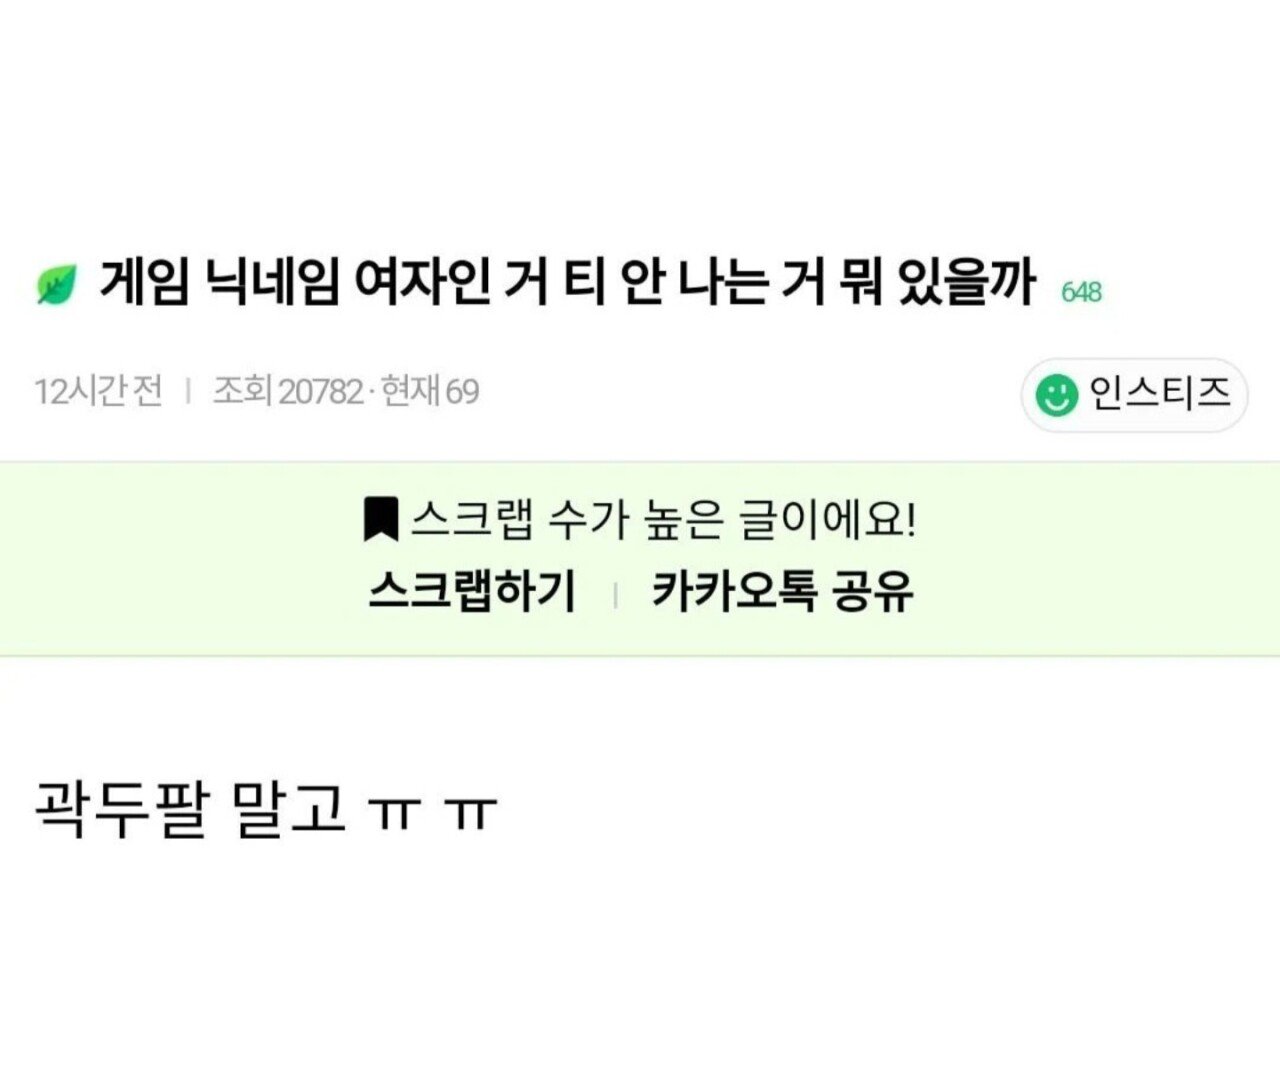 게임 닉네임 여자인 거 티 안 나는 거 뭐 있을까 648
12시간 전 | 조회 20782 · 현재 69
인스티즈
스크랩 수가 높은 글이에요!
스크랩하기 | 카카오톡 공유
곽두팔 말고 ㅠㅠ